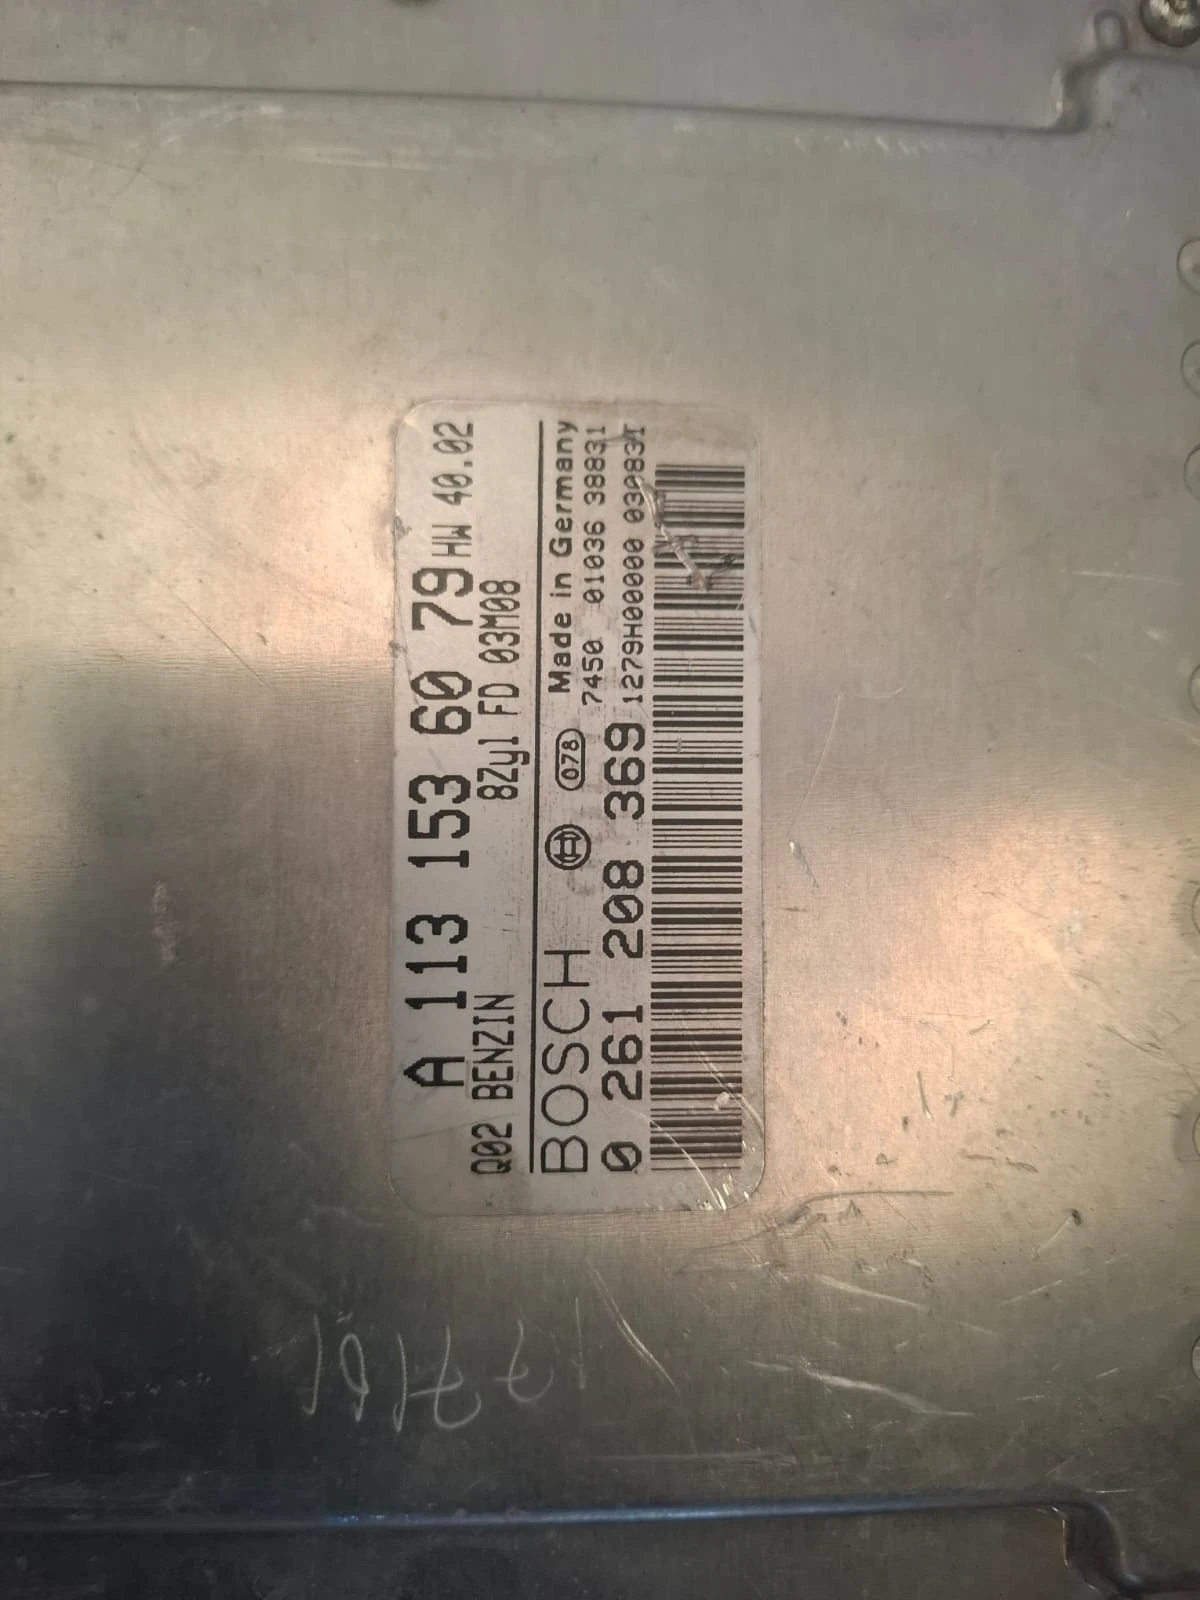 A 113 153 60 79 HW 40.02
Q02 BENZIN 8Zyl FD 03M08
BOSCH 078 Made in Germany
7450 01036 38831
0 261 208 369 1279H00000 030831